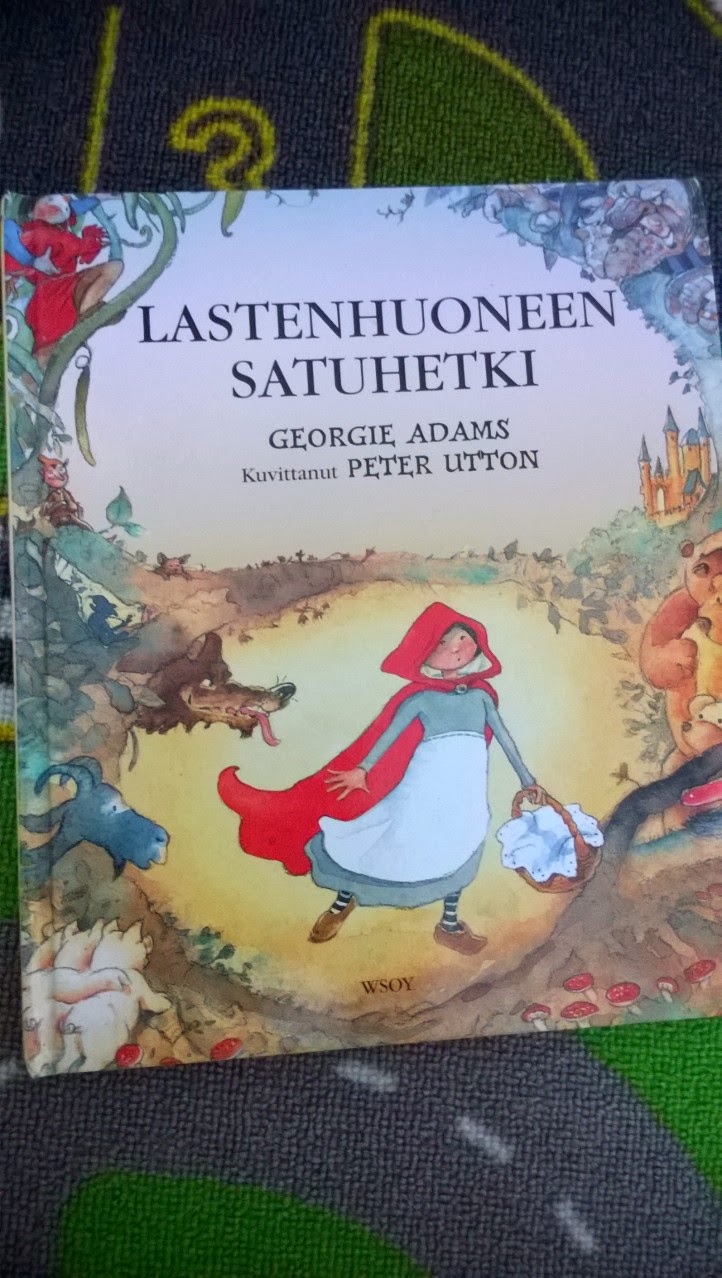 LASTENHUONEEN
SATUHETKI
GEORGIE ADAMS
Kuvittanut PETER UTTON
WSOY